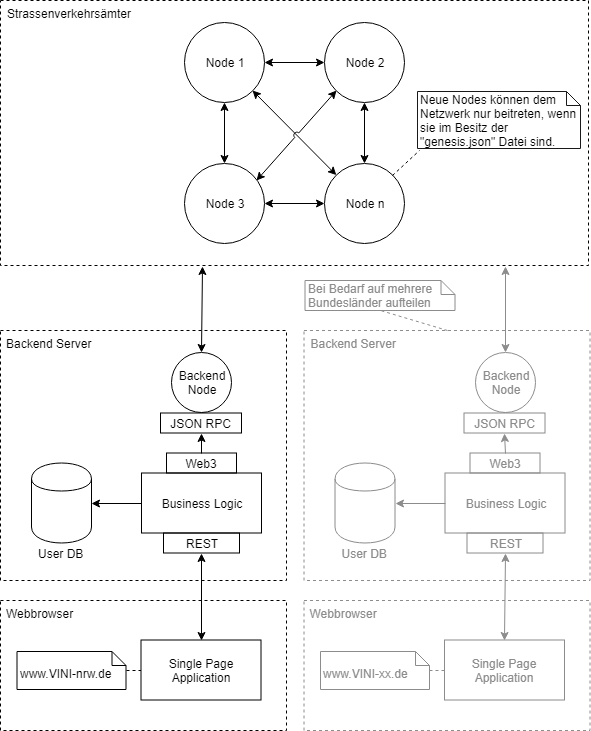 Strassenverkehrsämter
Node 1
Node 2
Neue Nodes können dem
Netzwerk nur beitreten, wenn
sie im Besitz der
"genesis.json" Datei sind.
Node 3
Node n
Bei Bedarf auf mehrere
Bundesländer aufteilen
Backend Server
Backend
Node
JSON RPC
Web3
Business Logic
User DB
REST
Backend Server
Backend
Node
JSON RPC
Web3
Business Logic
User DB
REST
Webbrowser
www.VINI-nrw.de
Single Page
Application
Webbrowser
www.VINI-xx.de
Single Page
Application